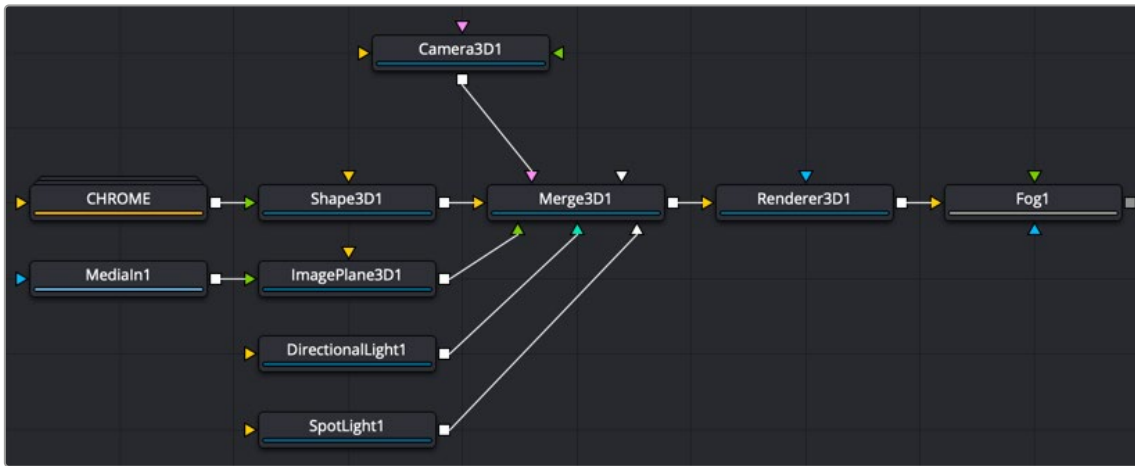 Camera3D1
CHROME
Shape3D1
Merge3D1
Renderer3D1
Fog1
MediaIn1
ImagePlane3D1
DirectionalLight1
SpotLight1